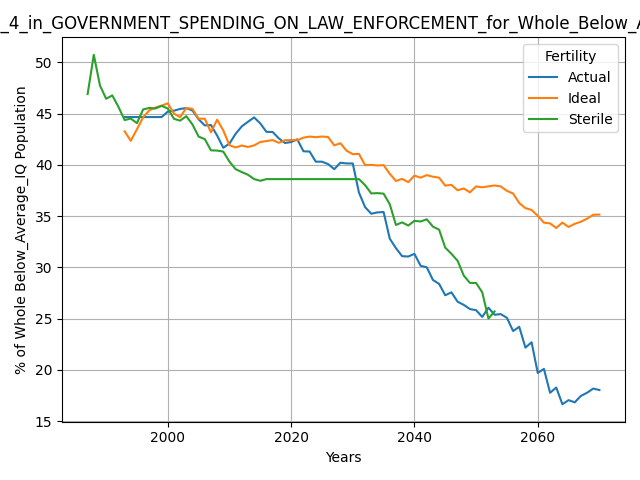 _4_in_GOVERNMENT_SPENDING_ON_LAW_ENFORCEMENT_for_Whole_Below_A
% of Whole Below_Average_IQ Population
50
45
40
35
30
25
20
15
Fertility
Actual
Ideal
Sterile
2000
2020
2040
2060
Years